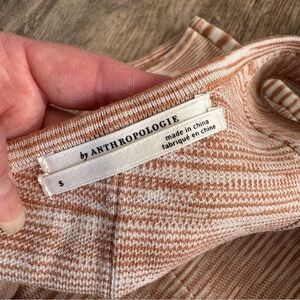 by ANTHROPOLOGIE
S
made in china
fabriqué en chine